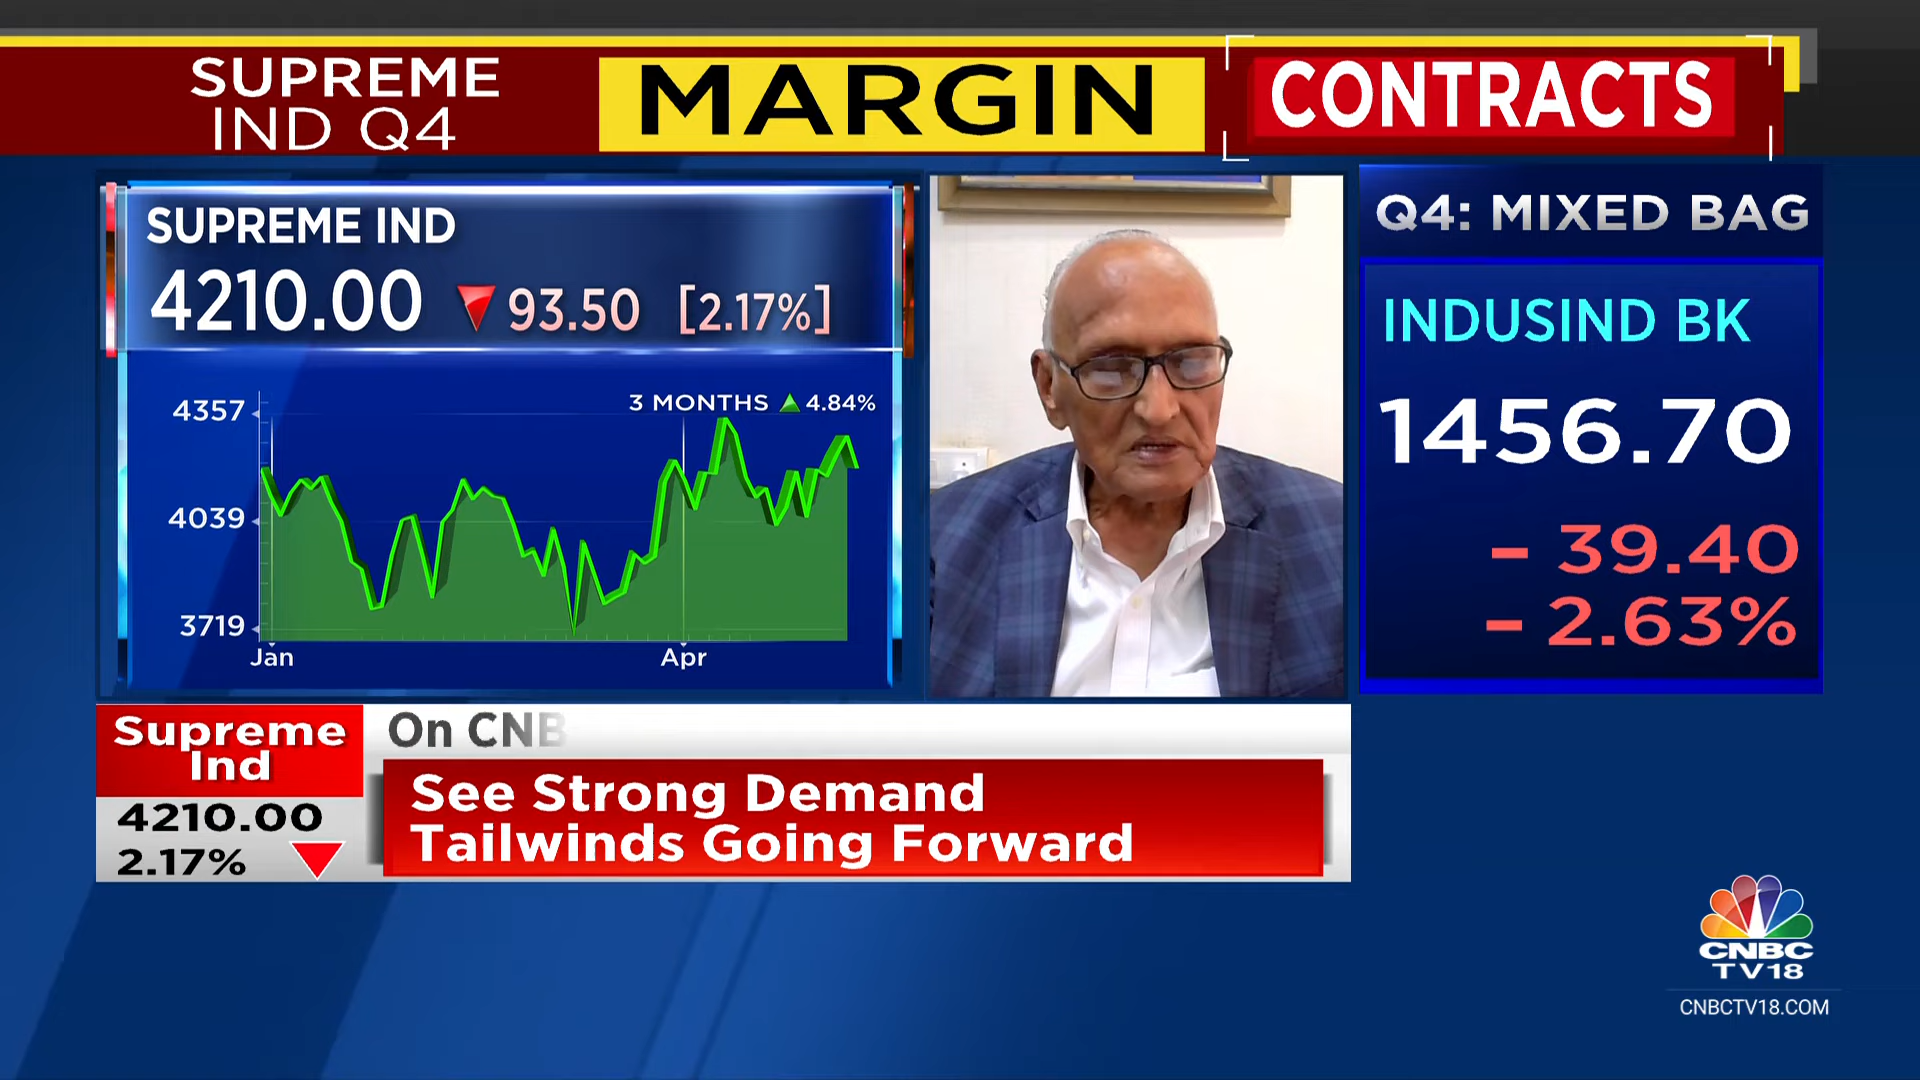 SUPREME
IND Q4
MARGIN
CONTRACTS
SUPREME IND
4210.00 ▼ 93.50 [2.17%]
3 MONTHS ▲ 4.84%
4357
4039
3719
Jan Apr
Q4: MIXED BAG
INDUSIND BK
1456.70
- 39.40
- 2.63%
Supreme
Ind
4210.00
2.17% ▼
On CNB
See Strong Demand
Tailwinds Going Forward
CNBC
TV18
CNBCTV18.COM